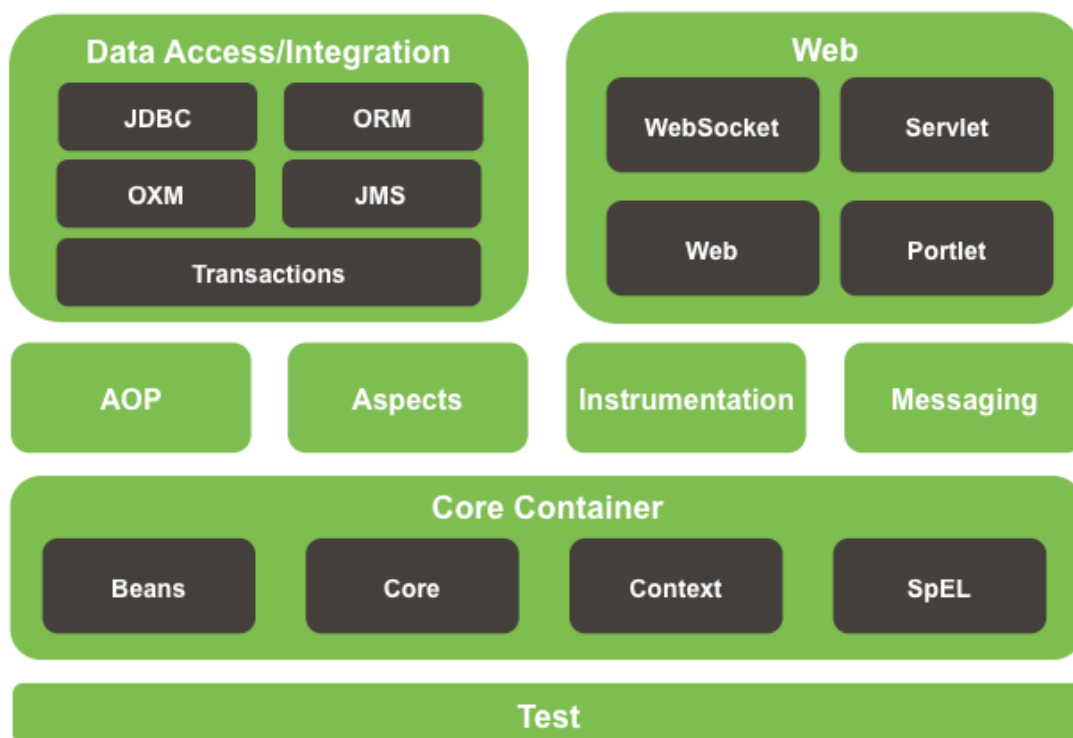 Data Access/Integration
JDBC
ORM
OXM
JMS
Transactions
Web
WebSocket
Servlet
Web
Portlet
AOP
Aspects
Instrumentation
Messaging
Core Container
Beans
Core
Context
SpEL
Test